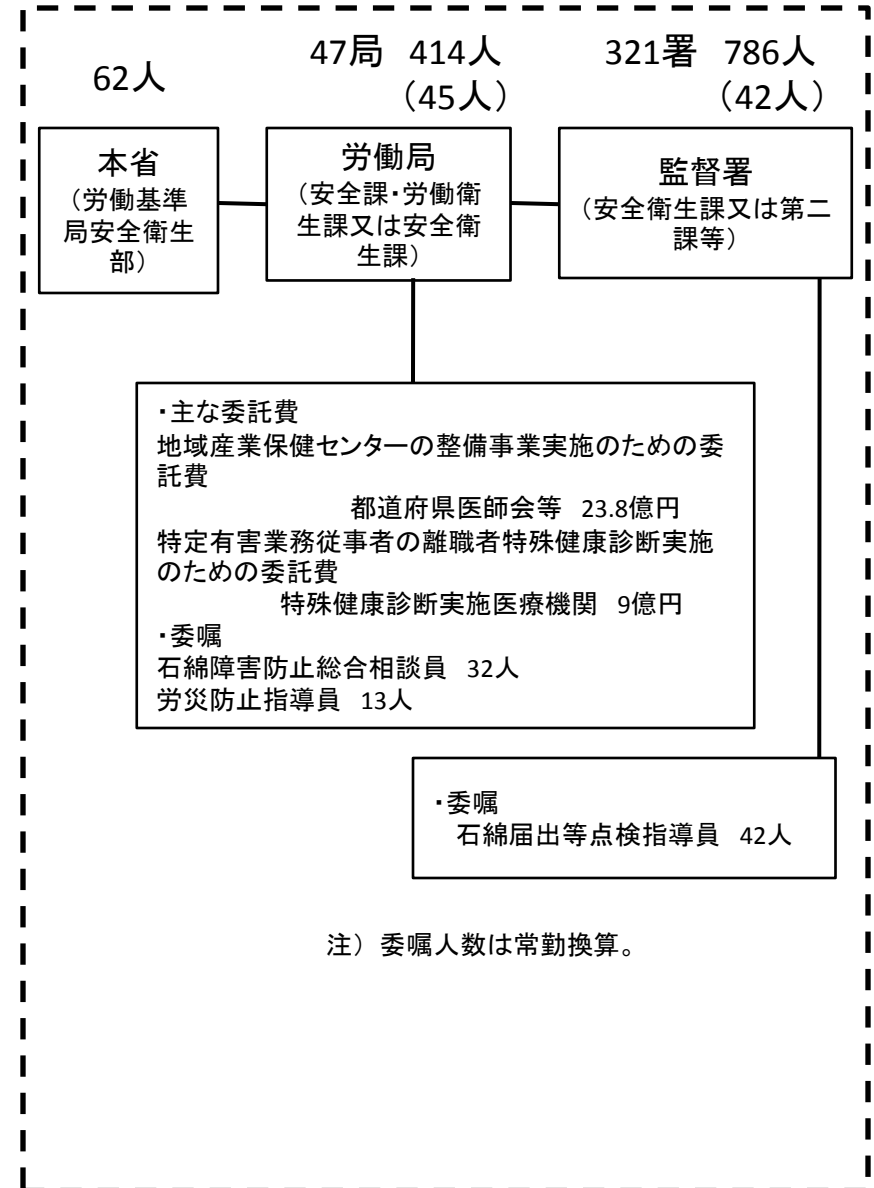 62人
47局 414人
（45人）
321署 786人
（42人）
本省
（労働基準
局安全衛生
部）
労働局
（安全課・労働衛
生課又は安全衛
生課）
監督署
（安全衛生課又は第二
課等）
・主な委託費
地域産業保健センターの整備事業実施のための委
託費
都道府県医師会等 23.8億円
特定有害業務従事者の離職者特殊健康診断実施
のための委託費
特殊健康診断実施医療機関 9億円
・委嘱
石綿障害防止総合相談員 32人
労災防止指導員 13人
・委嘱
石綿届出等点検指導員 42人
注） 委嘱人数は常勤換算。